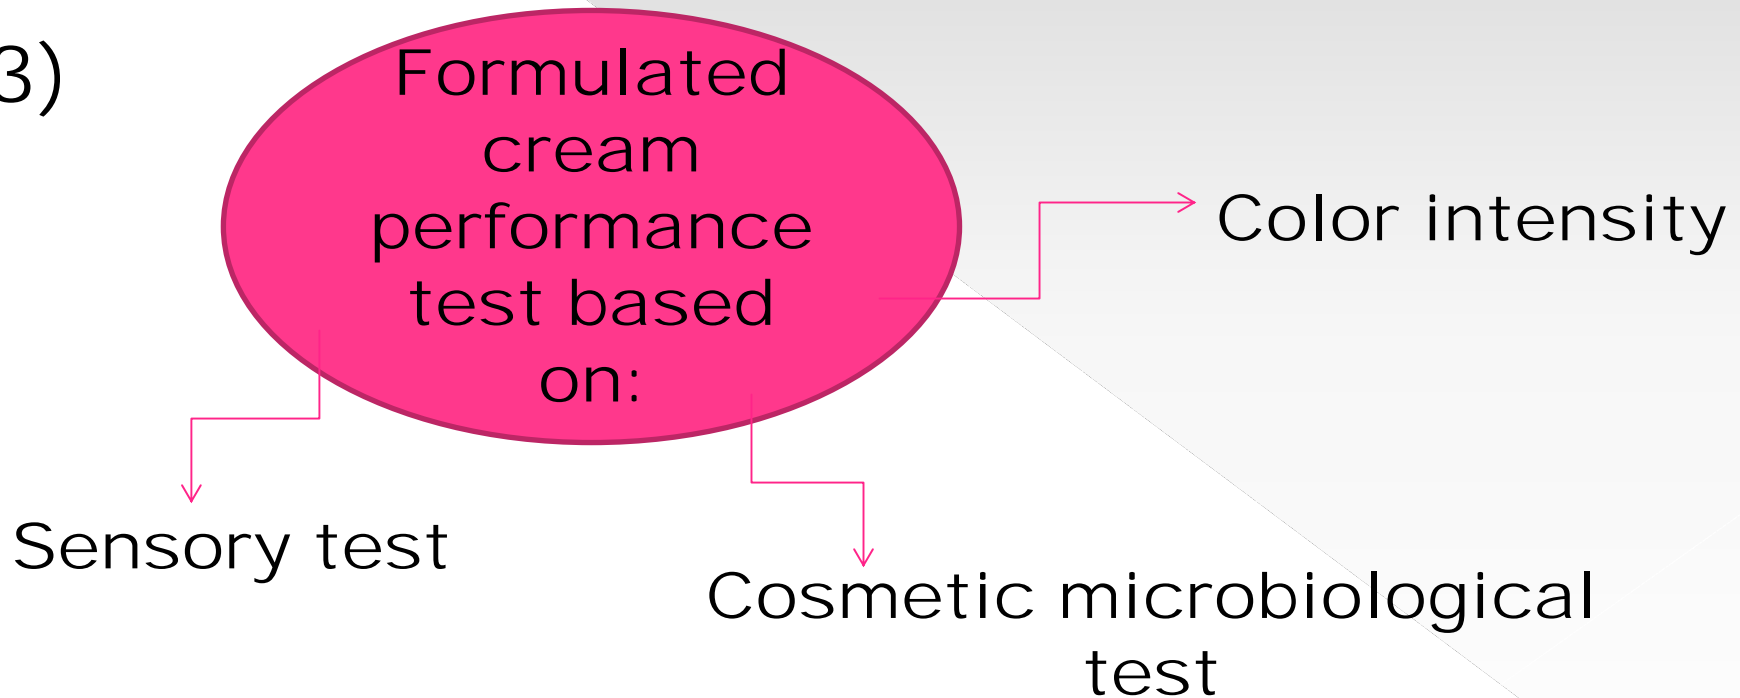 3)
Formulated
cream
performance
test based
on:
Color intensity
Sensory test
Cosmetic microbiological
test